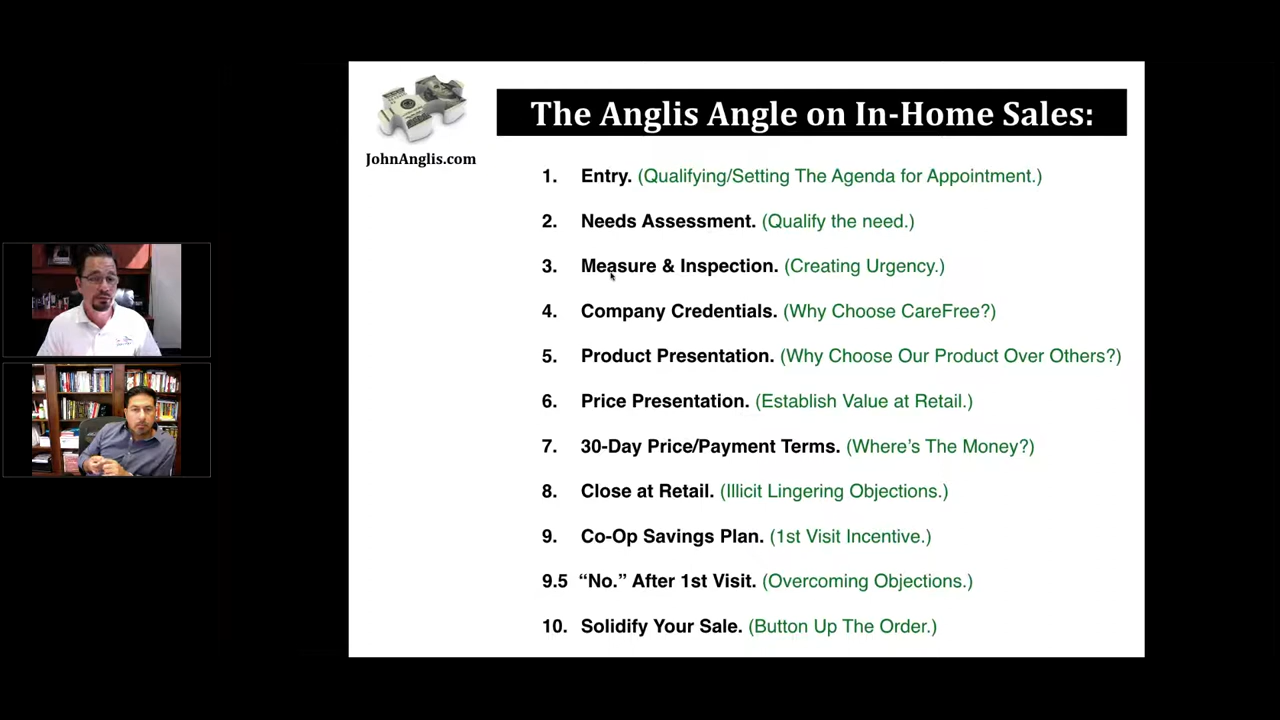 The Anglis Angle on In-Home Sales:
JohnAnglis.com
1. Entry. (Qualifying/Setting The Agenda for Appointment.)
2. Needs Assessment. (Qualify the need.)
3. Measure & Inspection. (Creating Urgency.)
4. Company Credentials. (Why Choose CareFree?)
5. Product Presentation. (Why Choose Our Product Over Others?)
6. Price Presentation. (Establish Value at Retail.)
7. 30-Day Price/Payment Terms. (Where’s The Money?)
8. Close at Retail. (Illicit Lingering Objections.)
9. Co-Op Savings Plan. (1st Visit Incentive.)
9.5 “No.” After 1st Visit. (Overcoming Objections.)
10. Solidify Your Sale. (Button Up The Order.)